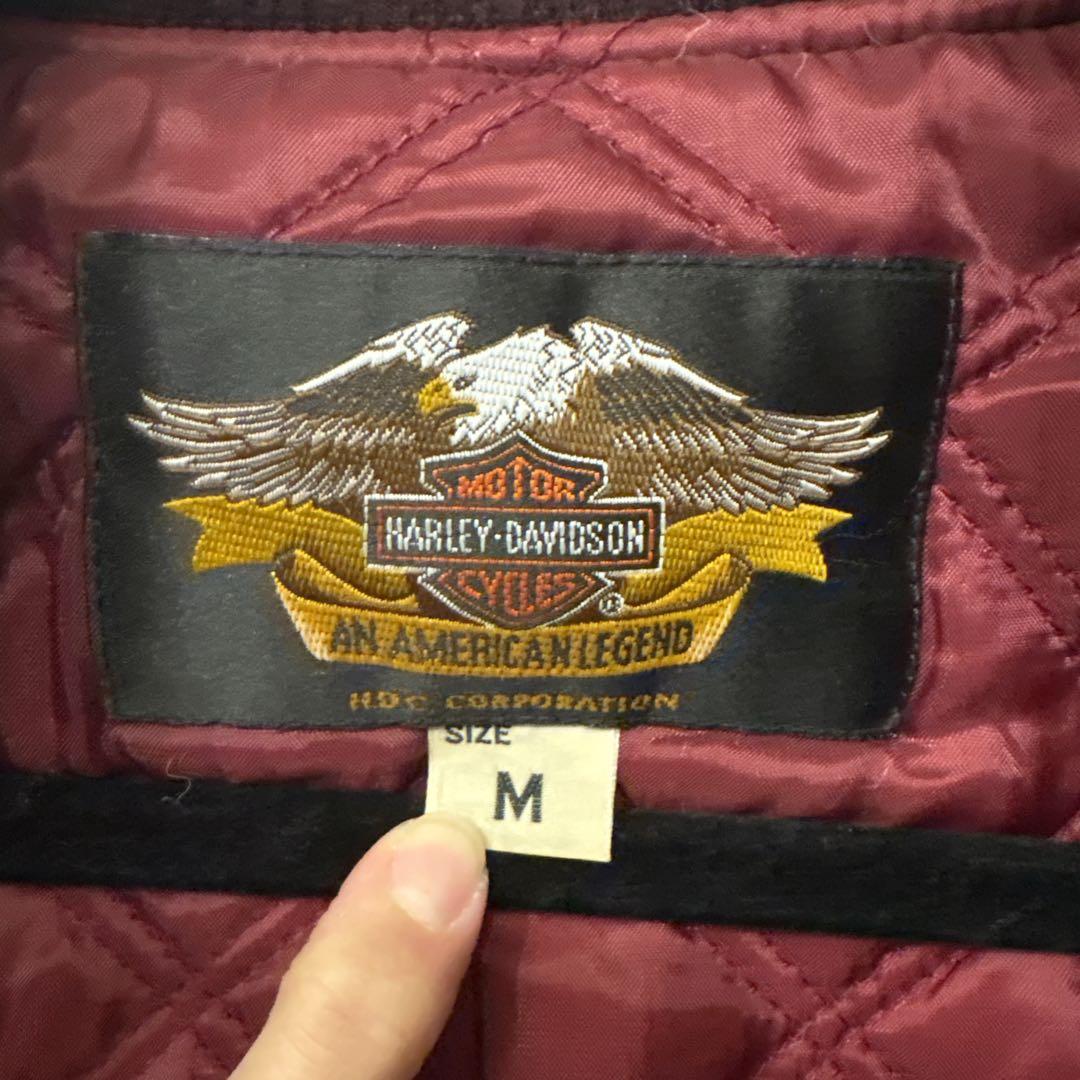 MOTOR
HARLEY-DAVIDSON
CYCLES
®
AN AMERICAN LEGEND
H.D.C. CORPORATION
SIZE
M